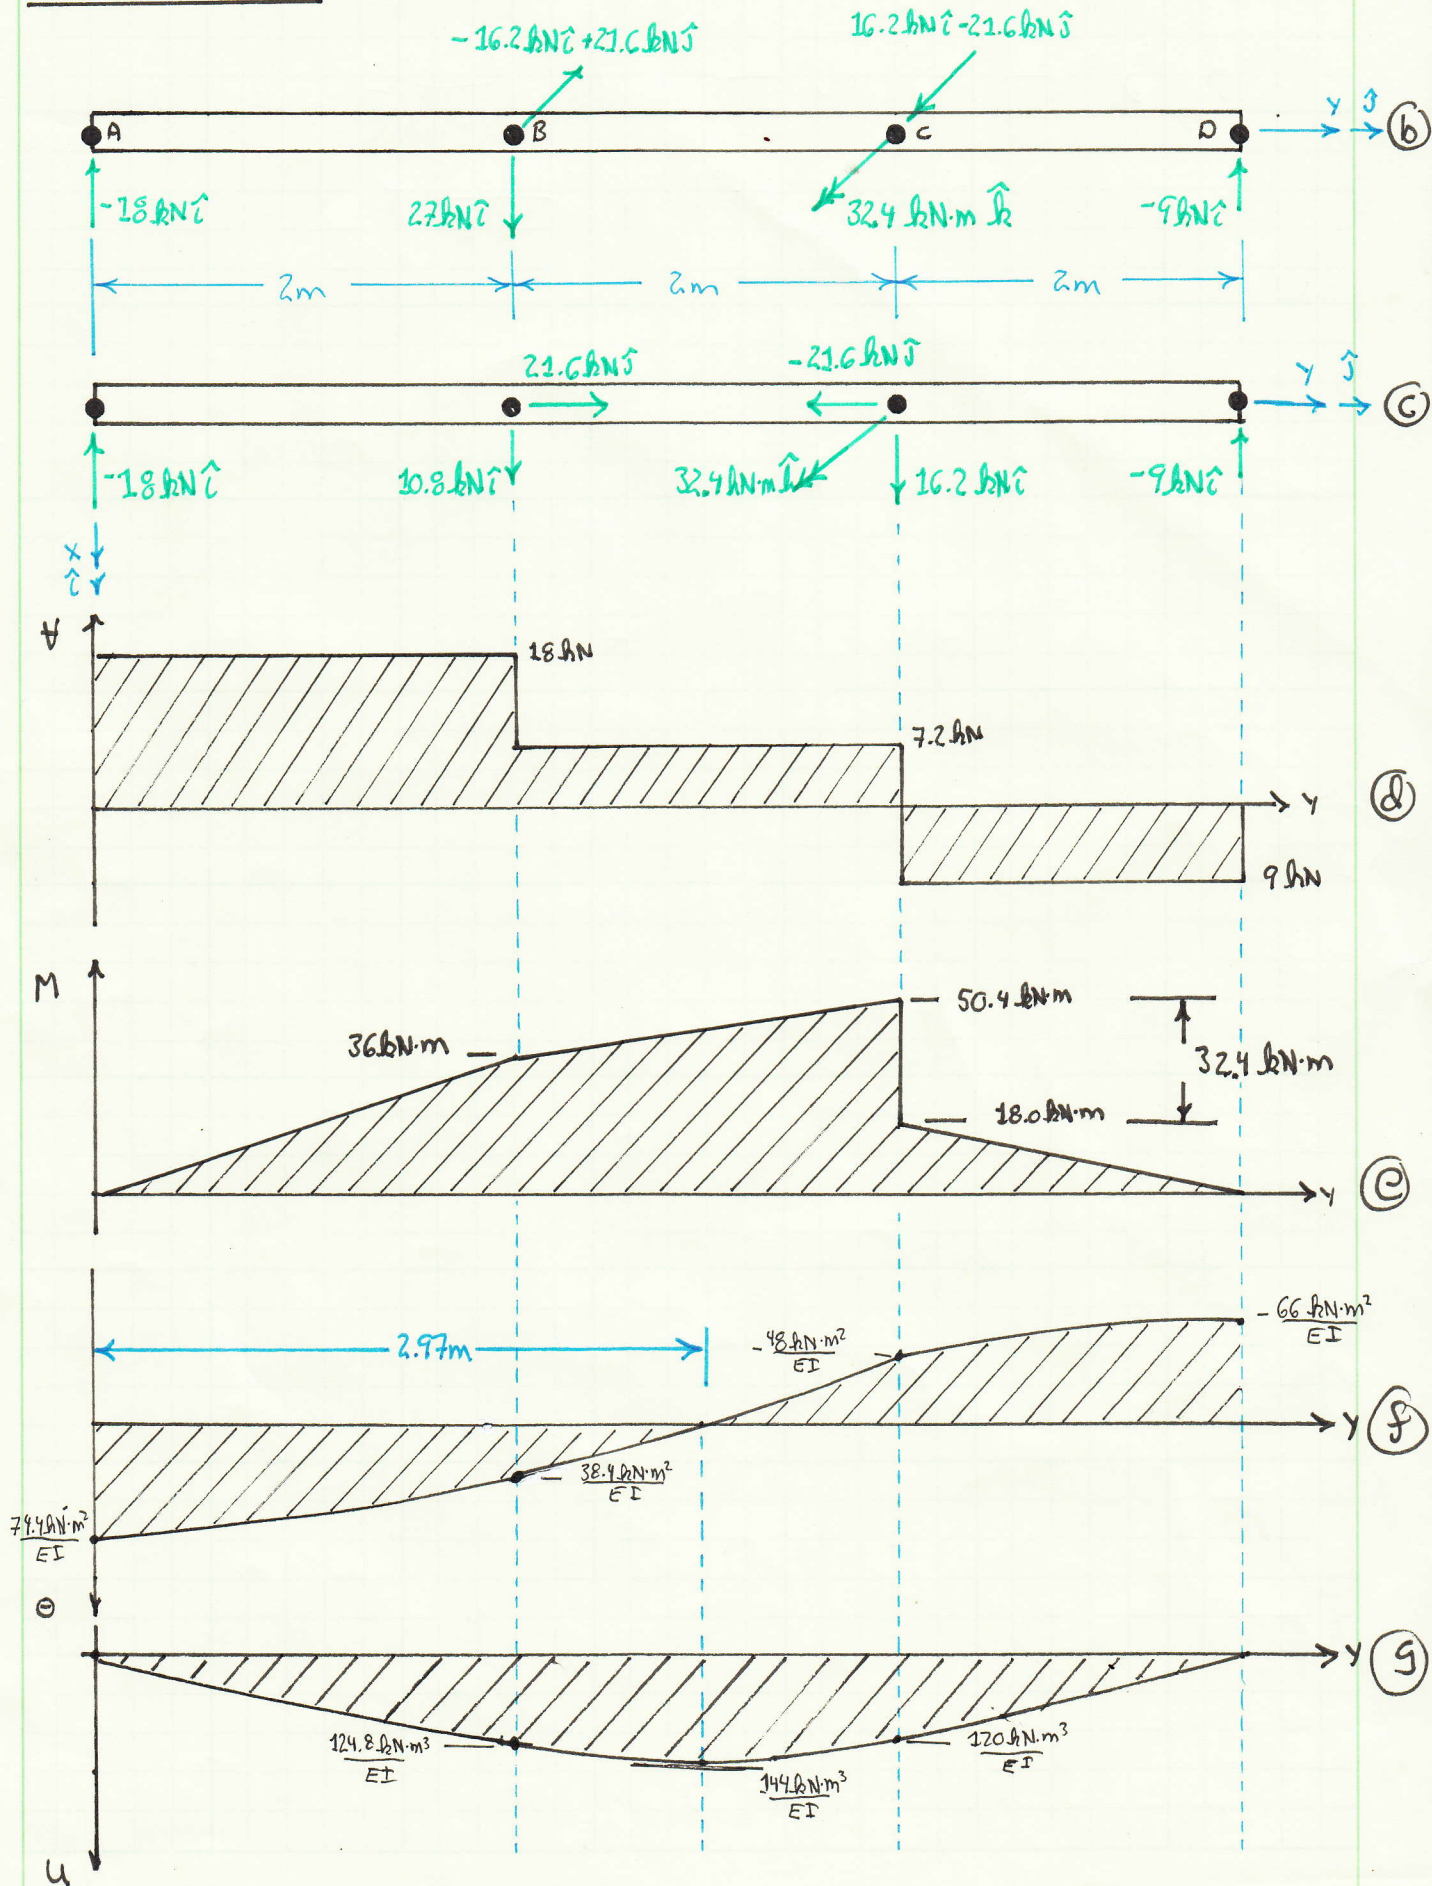 -16.2kNî+21.6kNĵ
16.2kNî-21.6kNĵ
A B C D Y ĵ b
-18kNî 27kNî 32.4 kN·m k̂ -9kNî
2m 2m 2m
21.6kNĵ -21.6kNĵ
Y ĵ c
-18kNî 10.8kNî 32.4kN·m k̂ 16.2kNî -9kNî
X
î
V
18kN
7.2kN
Y d
9kN
M
50.4kN·m
36kN·m
32.4 kN·m
18.0kN·m
Y e
-66kN·m²
EI
2.97m
-48kN·m²
EI
Y f
38.4kN·m²
EI
74.4kN·m²
EI
θ
Y g
124.8kN·m³
EI
120kN·m³
EI
144kN·m³
EI
U